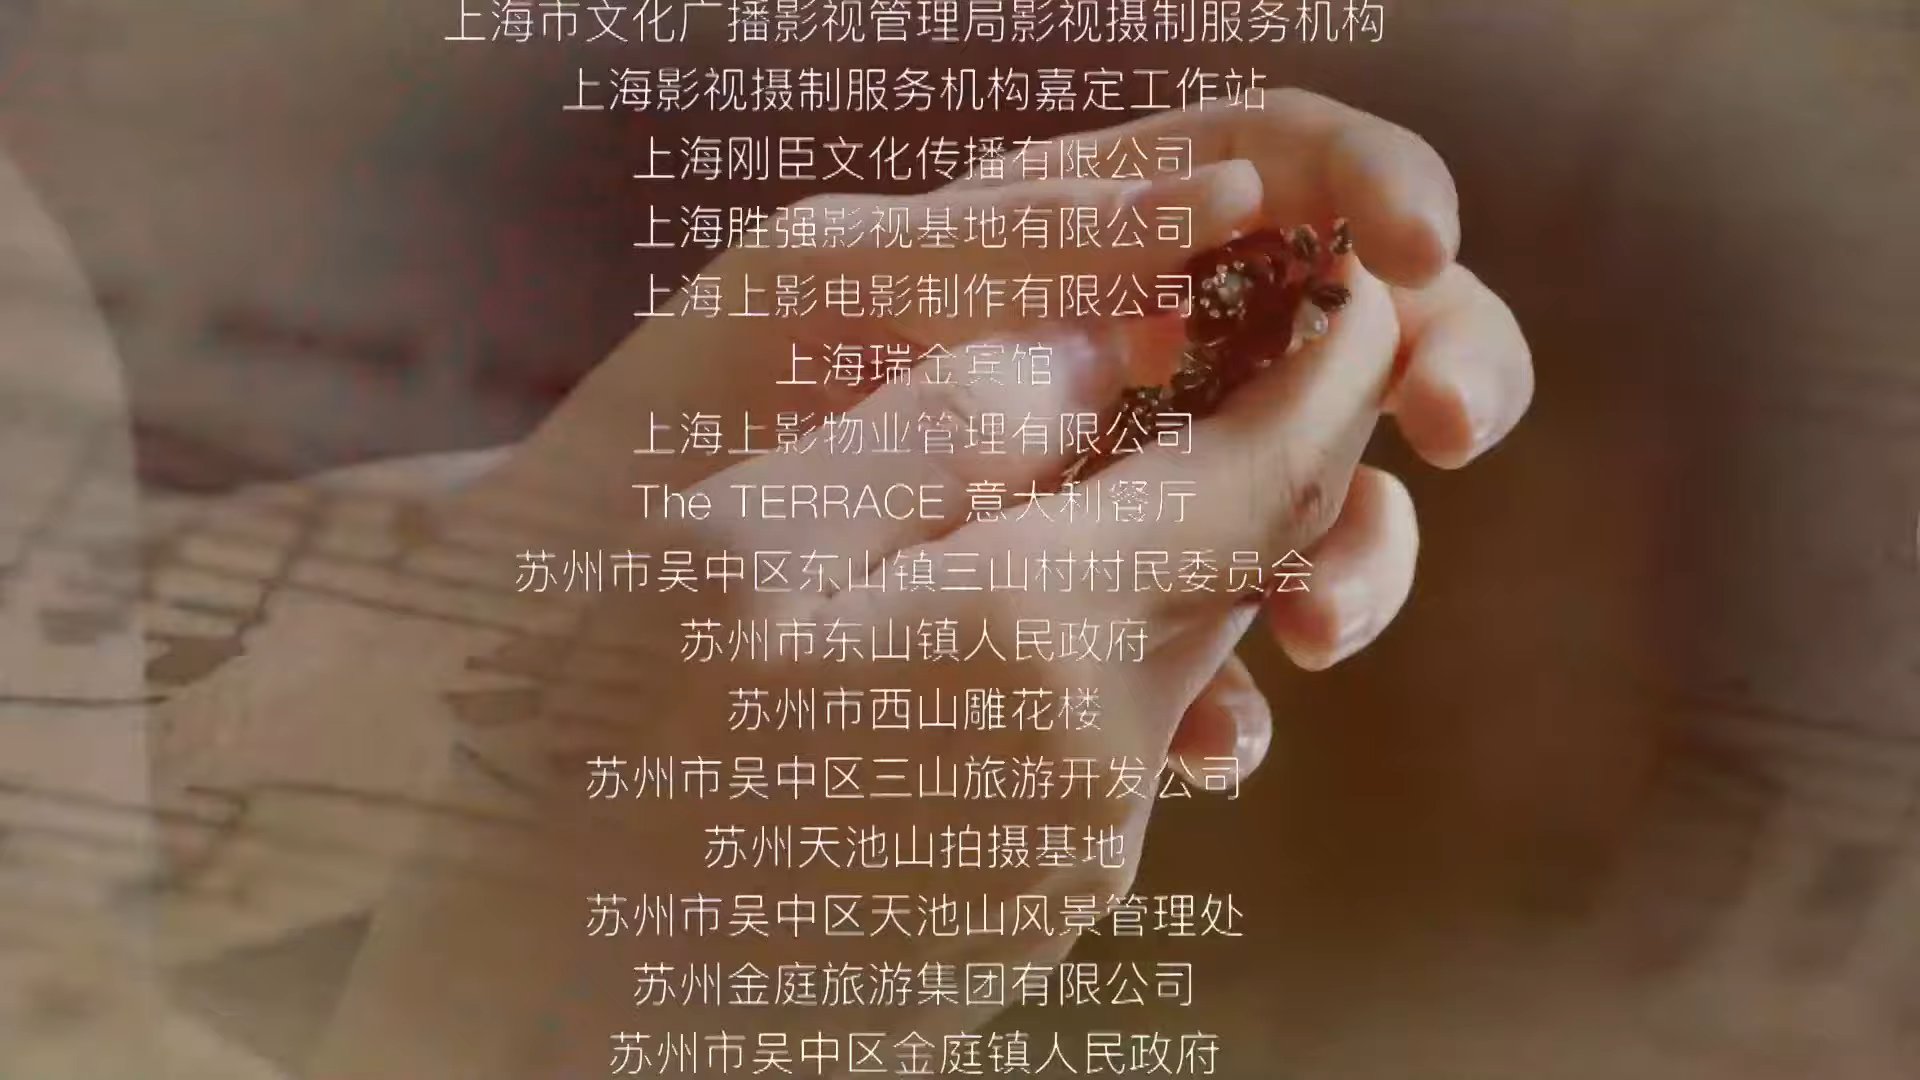 上海市文化广播影视管理局影视摄制服务机构
上海影视摄制服务机构嘉定工作站
上海刚臣文化传播有限公司
上海胜强影视基地有限公司
上海上影电影制作有限公司
上海瑞金宾馆
上海上影物业管理有限公司
The TERRACE 意大利餐厅
苏州市吴中区东山镇三山村村民委员会
苏州市东山镇人民政府
苏州市西山雕花楼
苏州市吴中区三山旅游开发公司
苏州天池山拍摄基地
苏州市吴中区天池山风景管理处
苏州金庭旅游集团有限公司
苏州市吴中区金庭镇人民政府